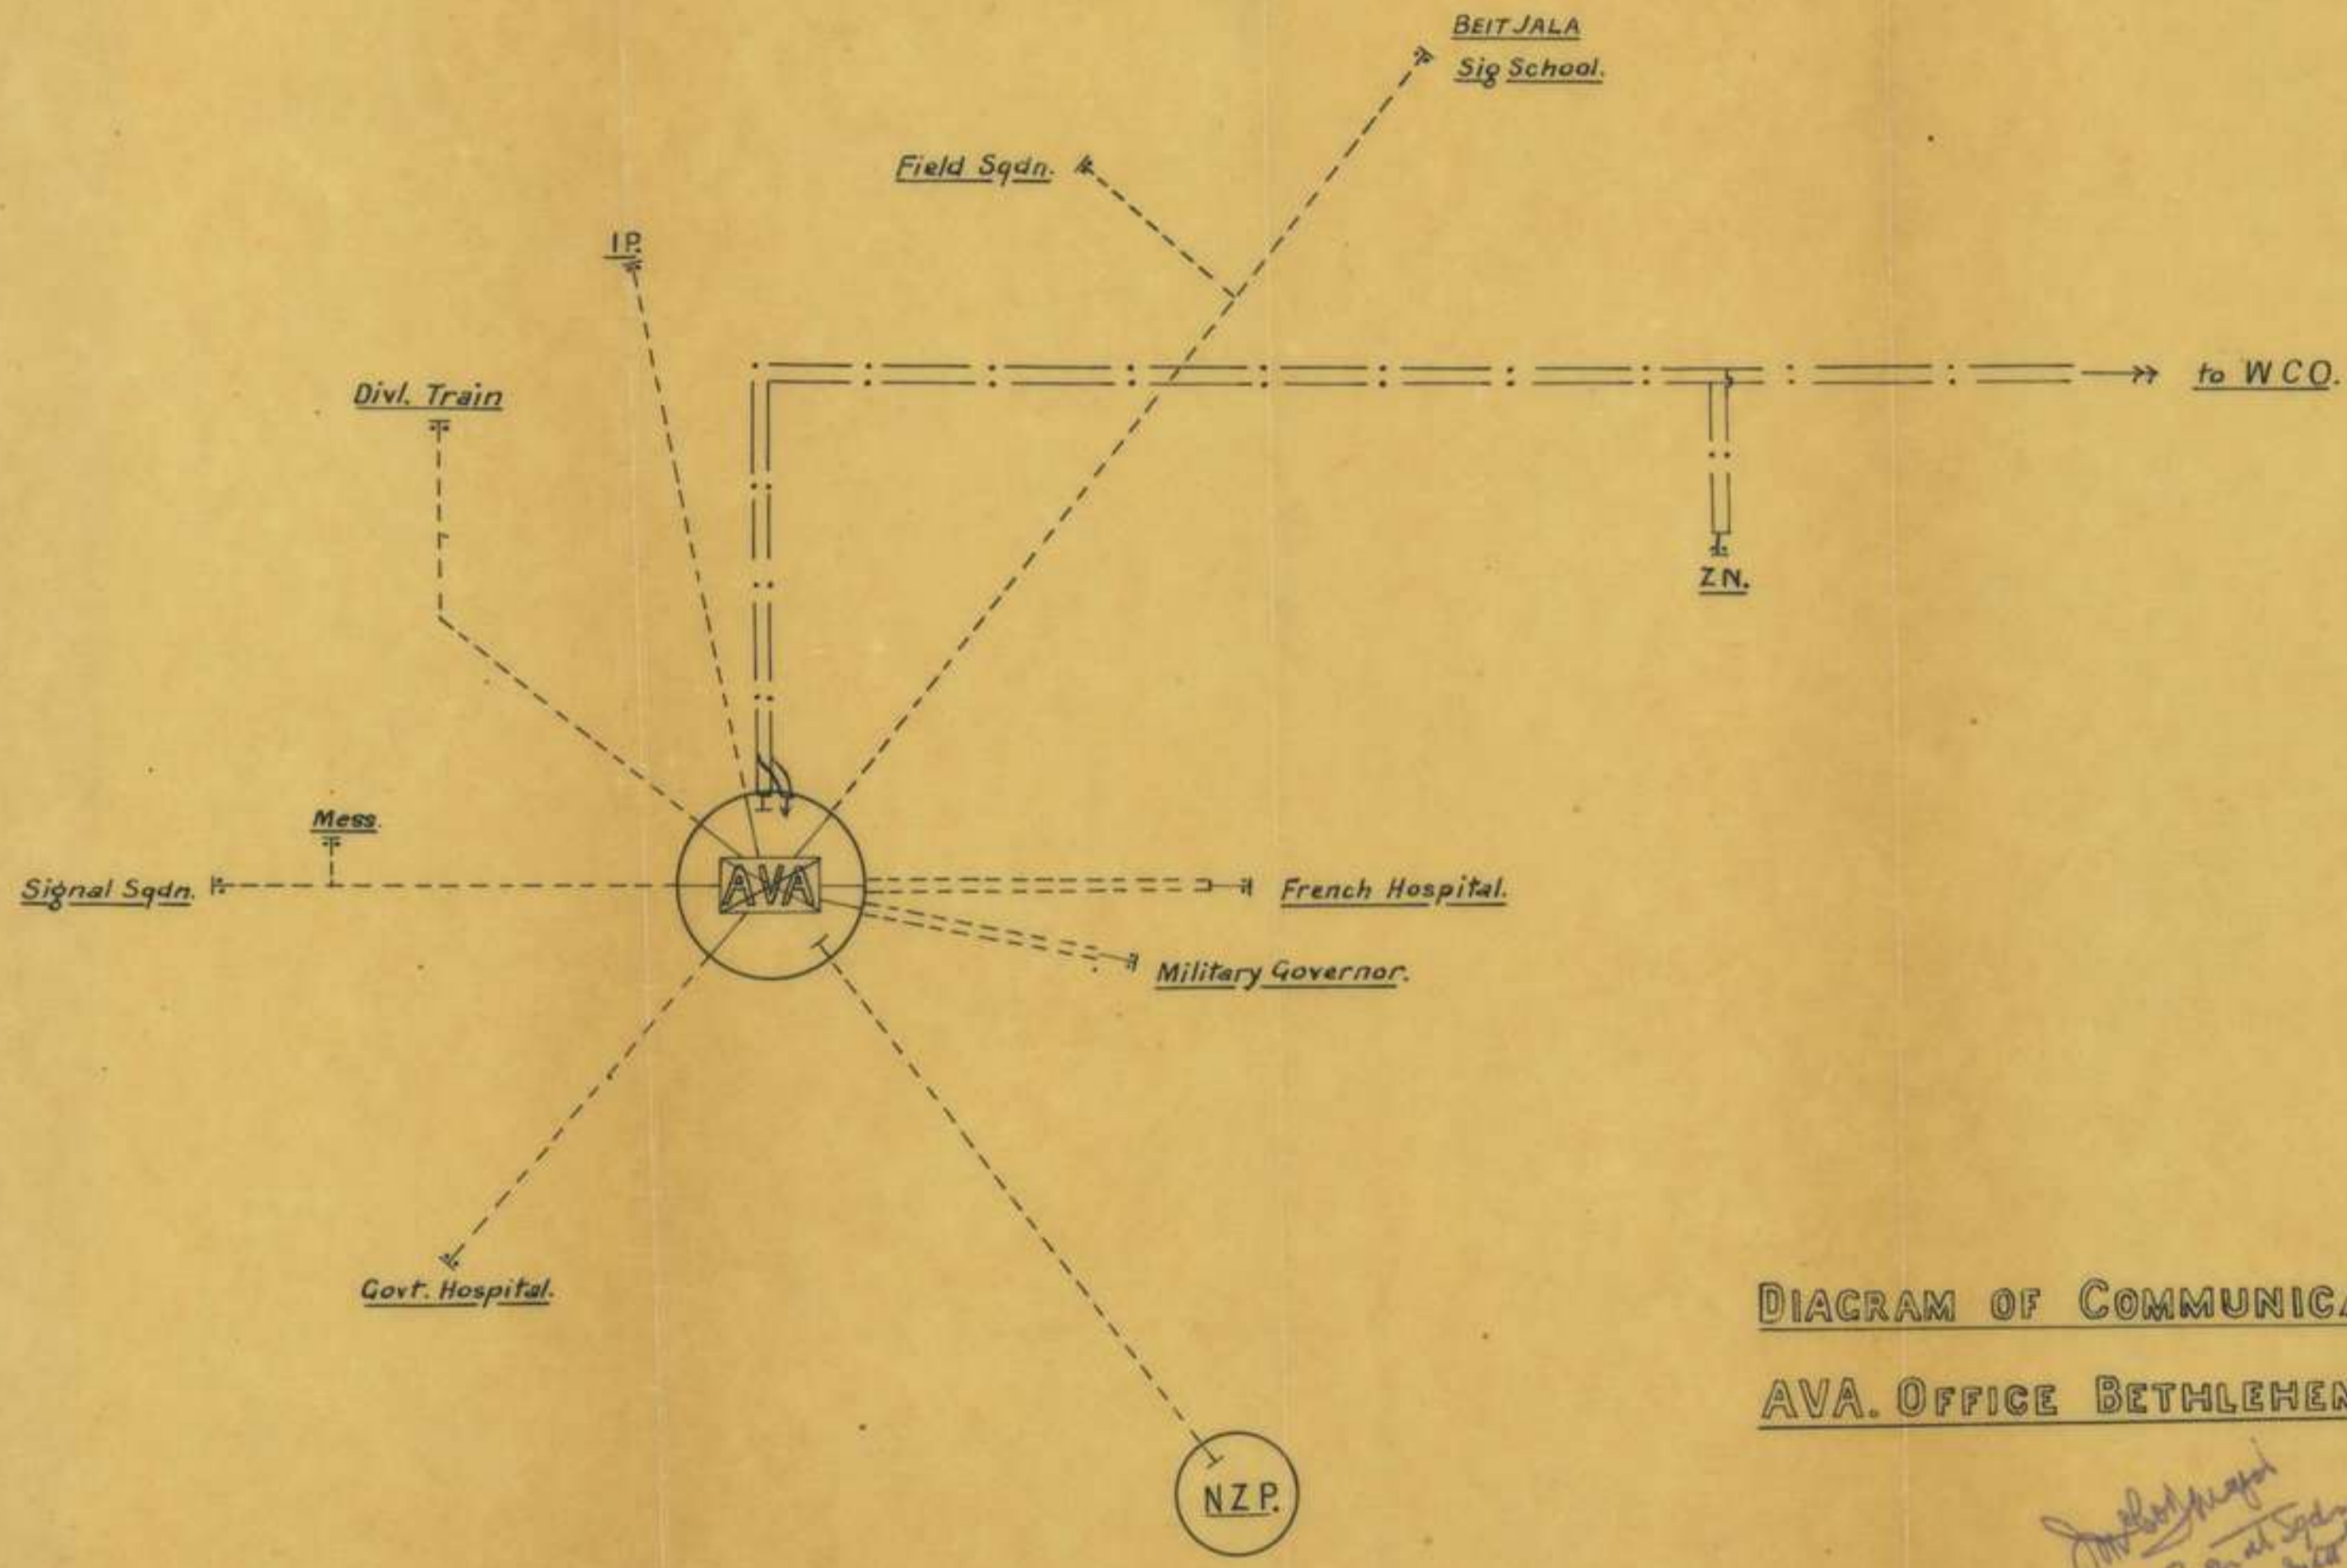 BEIT JALA
Sig School.
Field Sqdn.
I P.
Divl. Train
to W C O.
Z N.
Mess.
Signal Sqdn.
AVA
French Hospital.
Military Governor.
Govt. Hospital.
N Z P.
DIAGRAM OF COMMUNICA
AVA. OFFICE BETHLEHEM
Sqdn